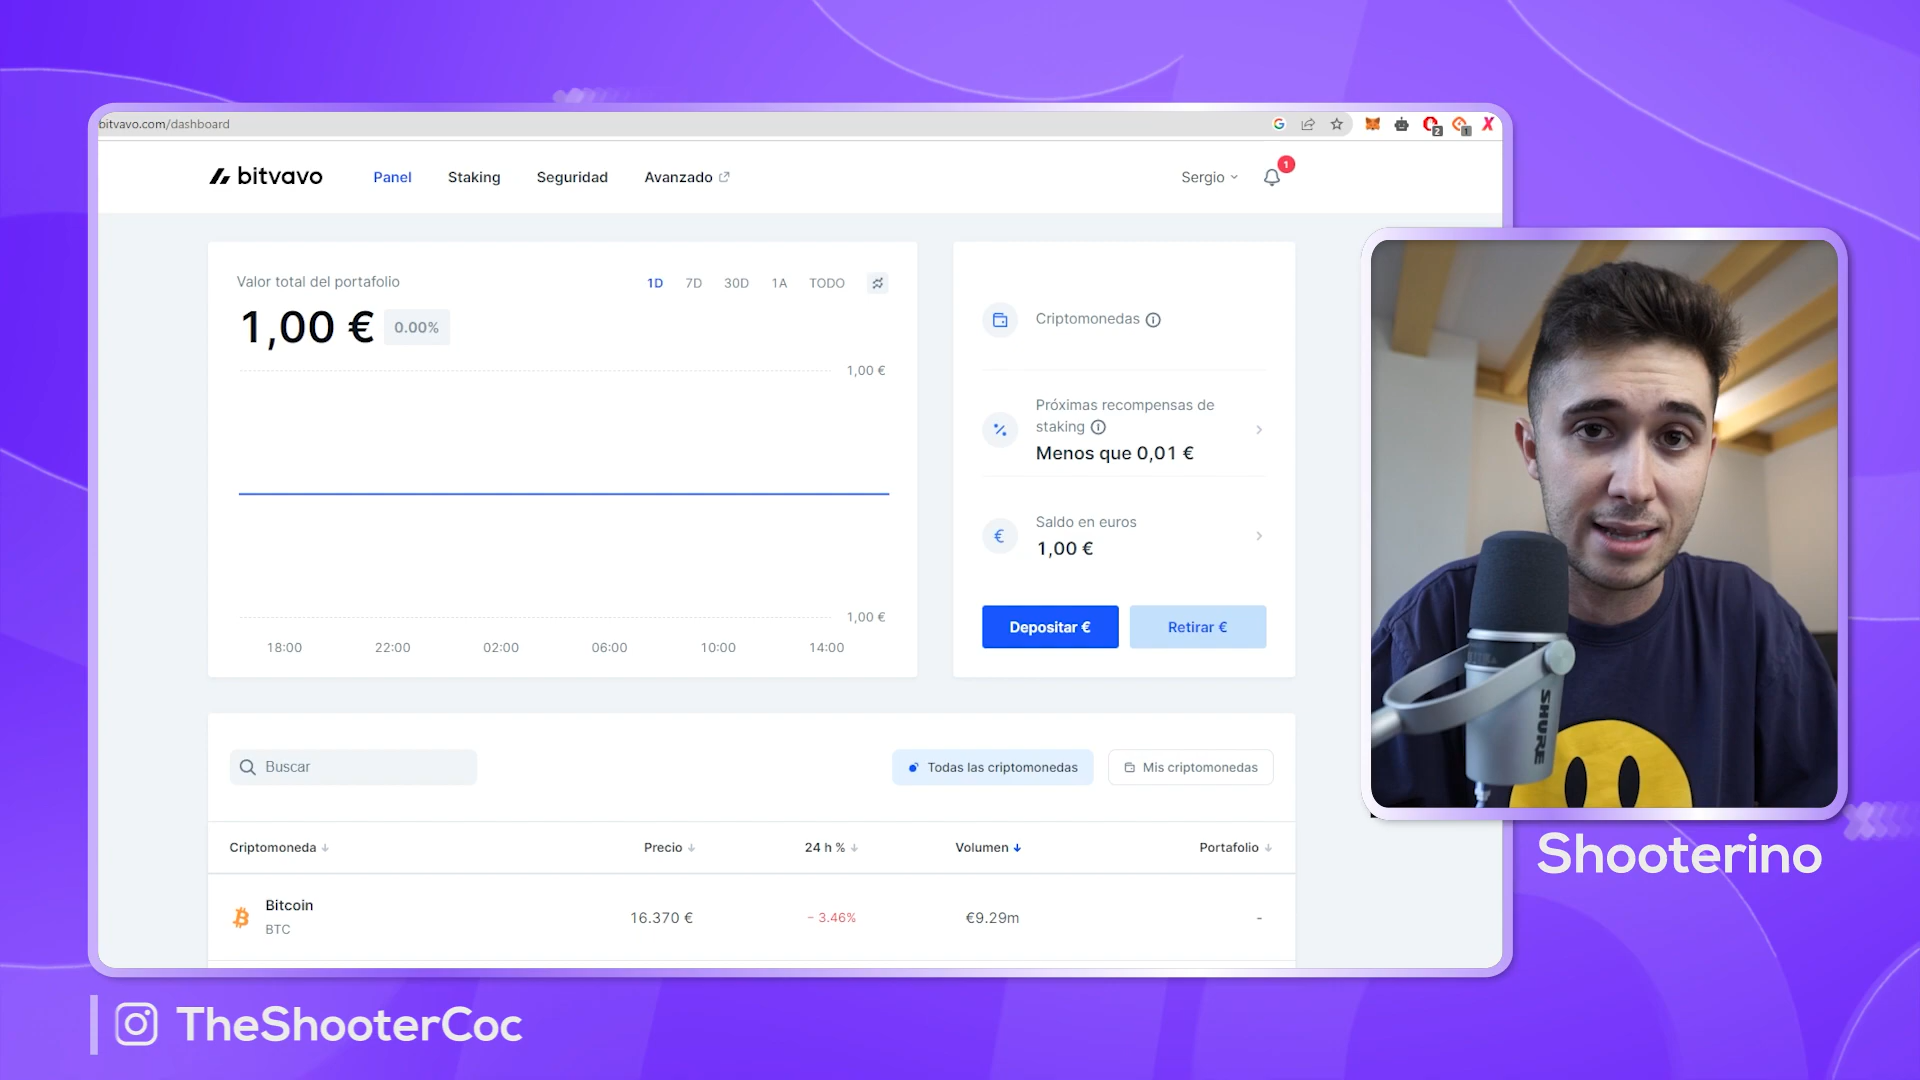 bitvavo.com/dashboard
2
1
bitvavo
Panel
Staking
Seguridad
Avanzado
Sergio
1
Valor total del portafolio
1D
7D
30D
1A
TODO
1,00 €
0.00%
1,00 €
1,00 €
18:00
22:00
02:00
06:00
10:00
14:00
Criptomonedas
Próximas recompensas de
staking
Menos que 0,01 €
Saldo en euros
1,00 €
Depositar €
Retirar €
Buscar
Todas las criptomonedas
Mis criptomonedas
Criptomoneda
Precio
24 h %
Volumen
Portafolio
Bitcoin
BTC
16.370 €
− 3.46%
€9.29m
-
SHURE
Shooterino
TheShooterCoc